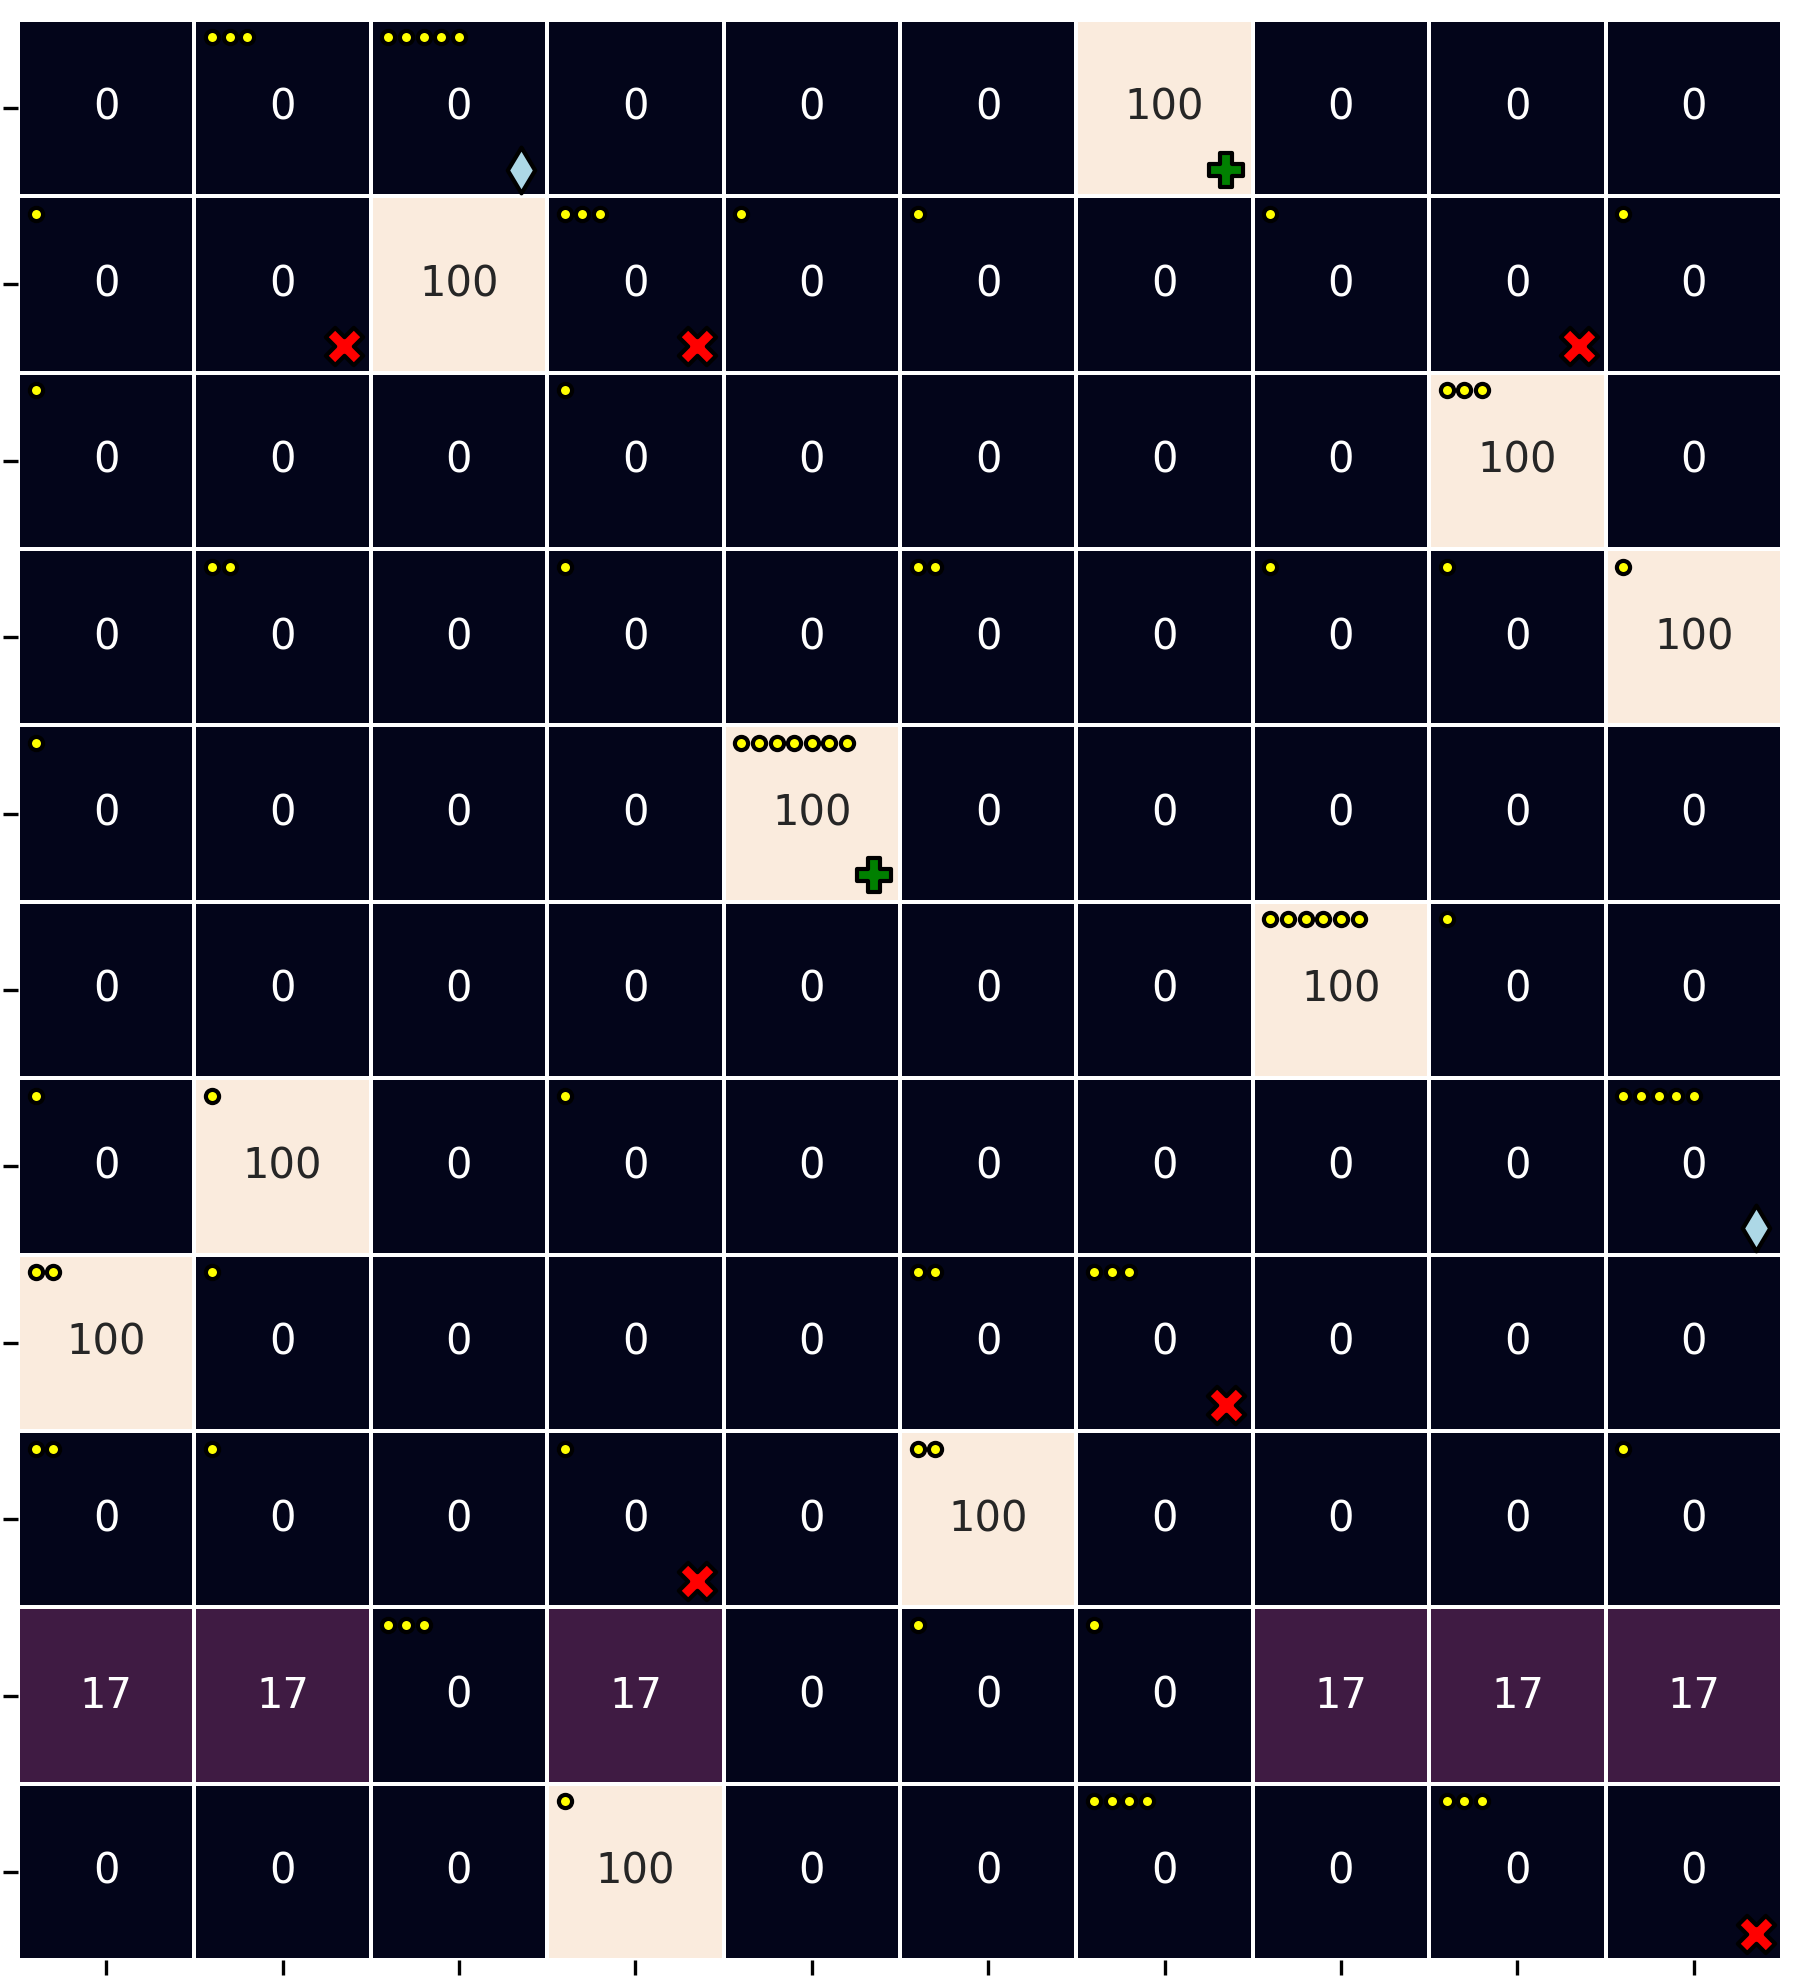 0 0 0 0 0 0 100 0 0 0
0 0 100 0 0 0 0 0 0 0
0 0 0 0 0 0 0 0 100 0
0 0 0 0 0 0 0 0 0 100
0 0 0 0 100 0 0 0 0 0
0 0 0 0 0 0 0 100 0 0
0 100 0 0 0 0 0 0 0 0
100 0 0 0 0 0 0 0 0 0
0 0 0 0 0 100 0 0 0 0
17 17 0 17 0 0 0 17 17 17
0 0 0 100 0 0 0 0 0 0